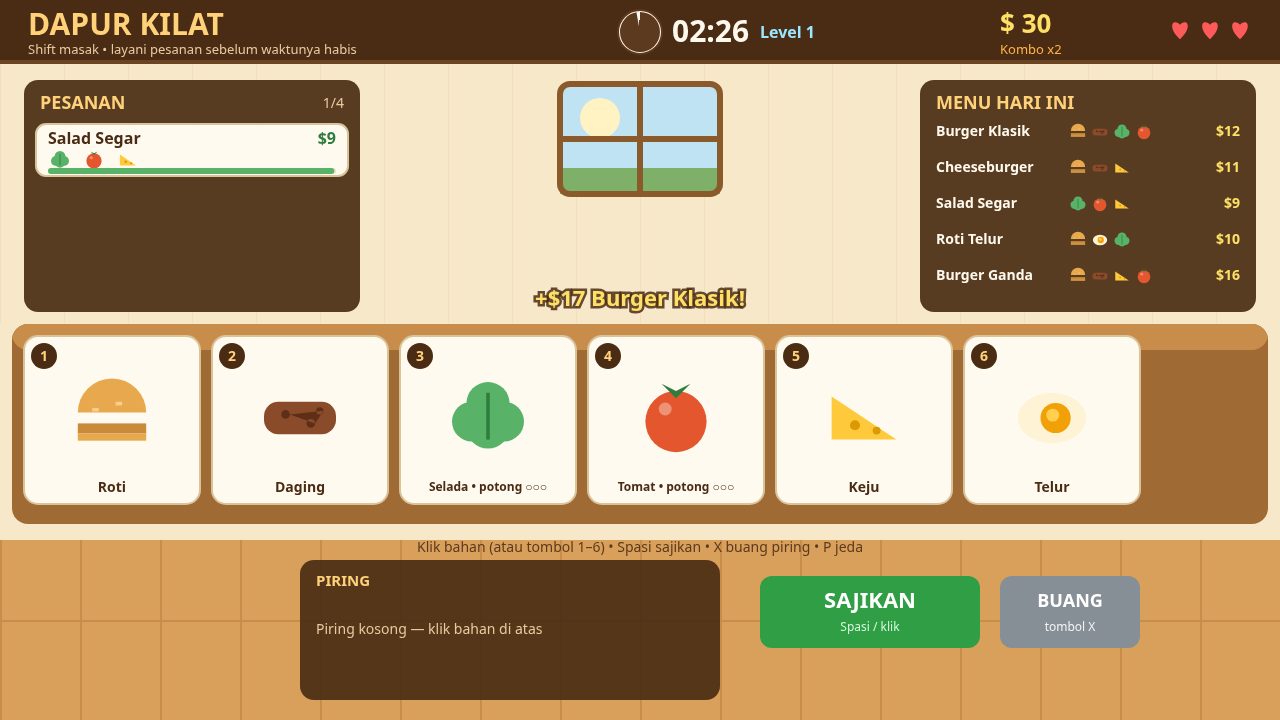 DAPUR KILAT
Shift masak • layani pesanan sebelum waktunya habis
02:26 Level 1
$ 30
Kombo x2
PESANAN 1/4
Salad Segar $9
MENU HARI INI
Burger Klasik $12
Cheeseburger $11
Salad Segar $9
Roti Telur $10
Burger Ganda $16
+$17 Burger Klasik!
1 2 3 4 5 6
Roti
Daging
Selada • potong ○○○
Tomat • potong ○○○
Keju
Telur
Klik bahan (atau tombol 1–6) • Spasi sajikan • X buang piring • P jeda
PIRING
Piring kosong — klik bahan di atas
SAJIKAN
Spasi / klik
BUANG
tombol X